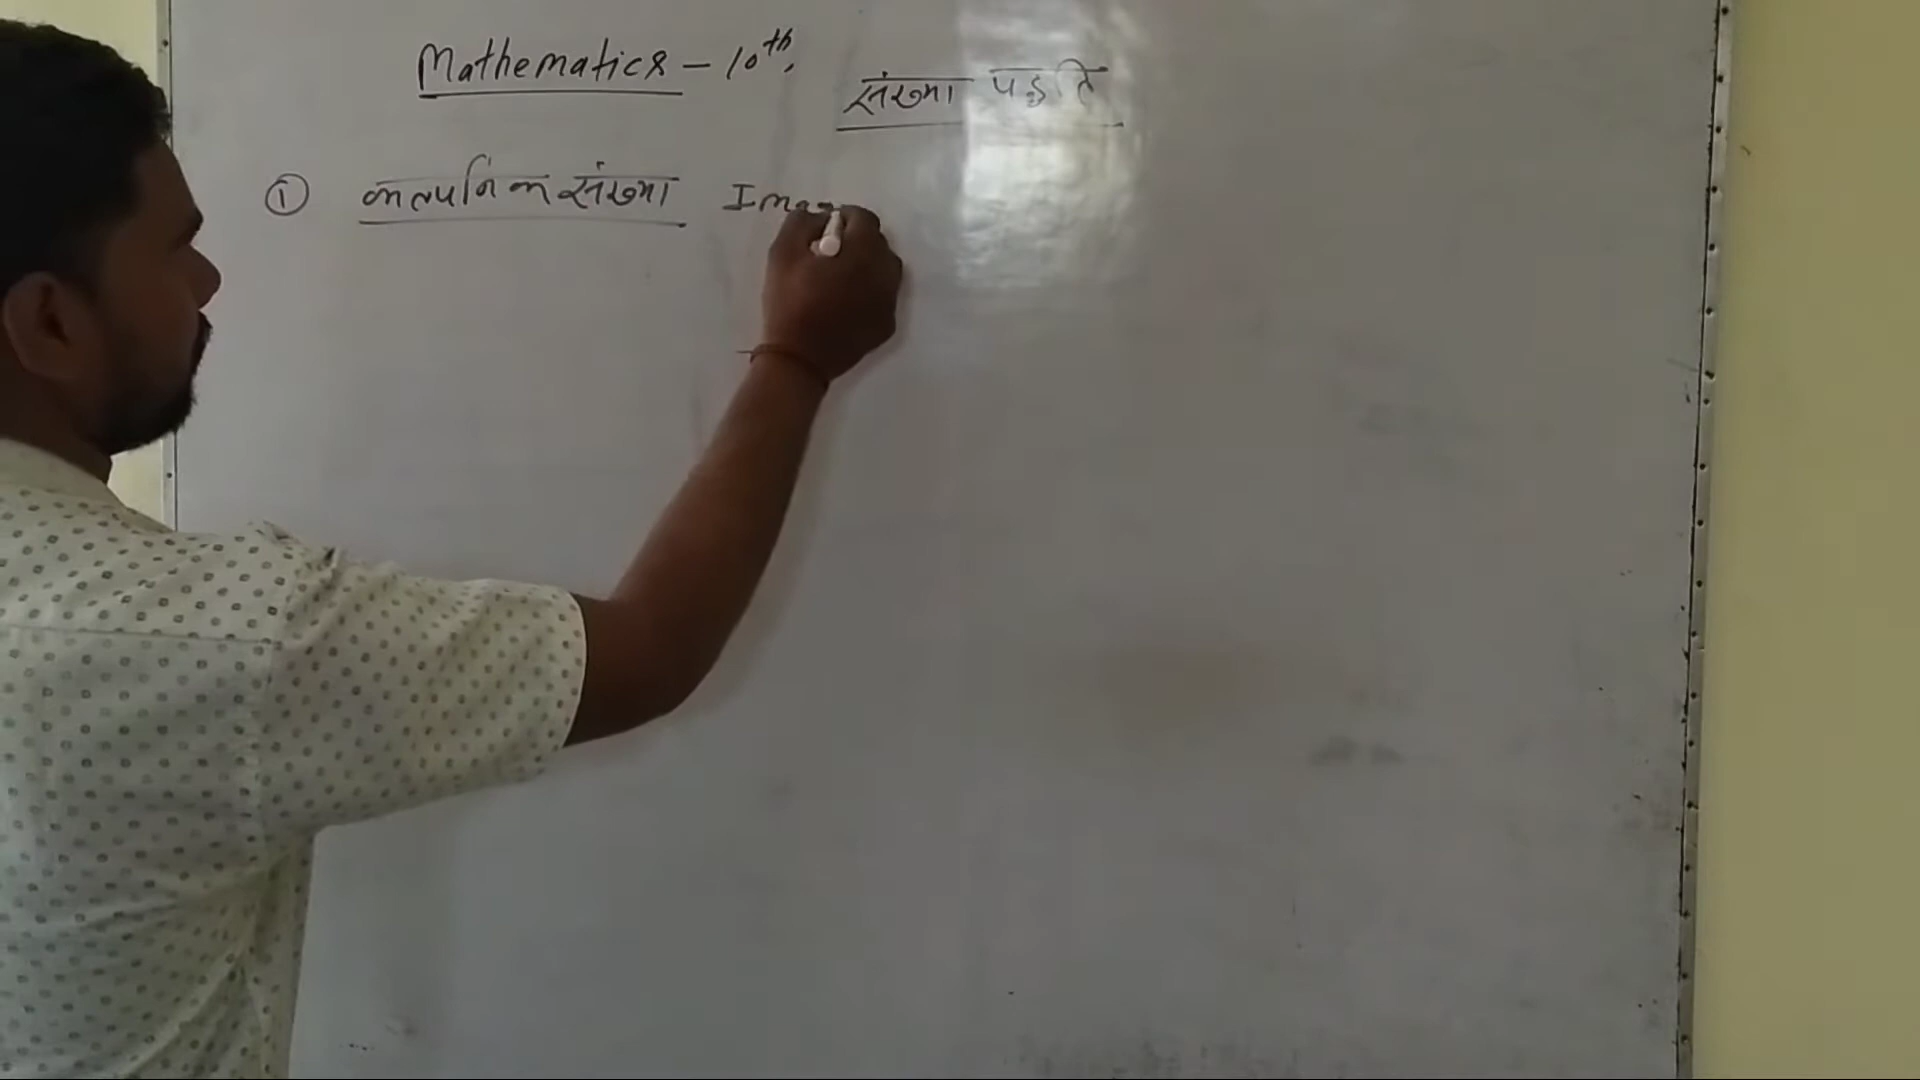 Mathematics – 10th.
संख्या पद्धति
① काल्पनिक संख्या Imag